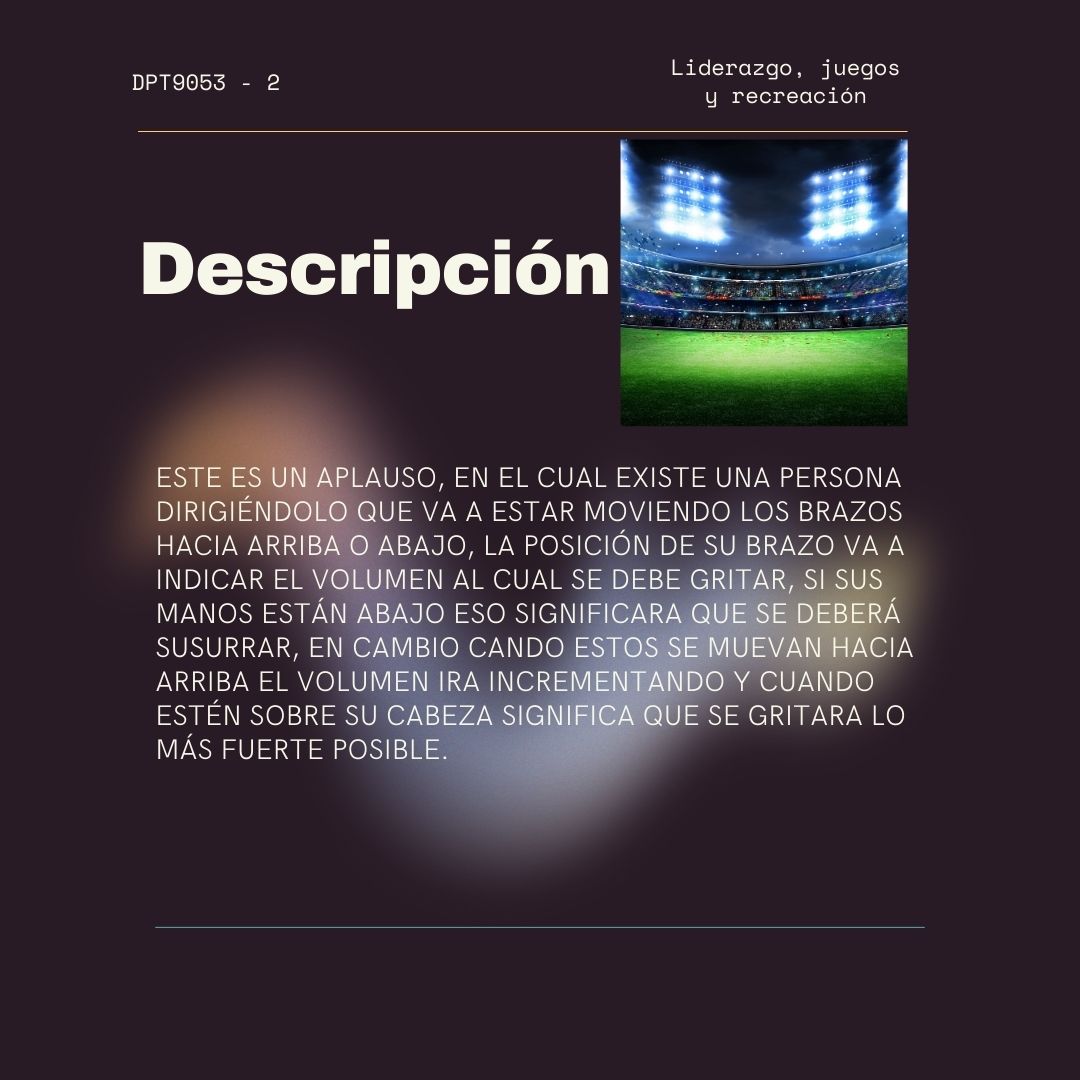 DPT9053 - 2
Liderazgo, juegos
y recreación
Descripción
ESTE ES UN APLAUSO, EN EL CUAL EXISTE UNA PERSONA
DIRIGIÉNDOLO QUE VA A ESTAR MOVIENDO LOS BRAZOS
HACIA ARRIBA O ABAJO, LA POSICIÓN DE SU BRAZO VA A
INDICAR EL VOLUMEN AL CUAL SE DEBE GRITAR, SI SUS
MANOS ESTÁN ABAJO ESO SIGNIFICARA QUE SE DEBERÁ
SUSURRAR, EN CAMBIO CANDO ESTOS SE MUEVAN HACIA
ARRIBA EL VOLUMEN IRA INCREMENTANDO Y CUANDO
ESTÉN SOBRE SU CABEZA SIGNIFICA QUE SE GRITARA LO
MÁS FUERTE POSIBLE.